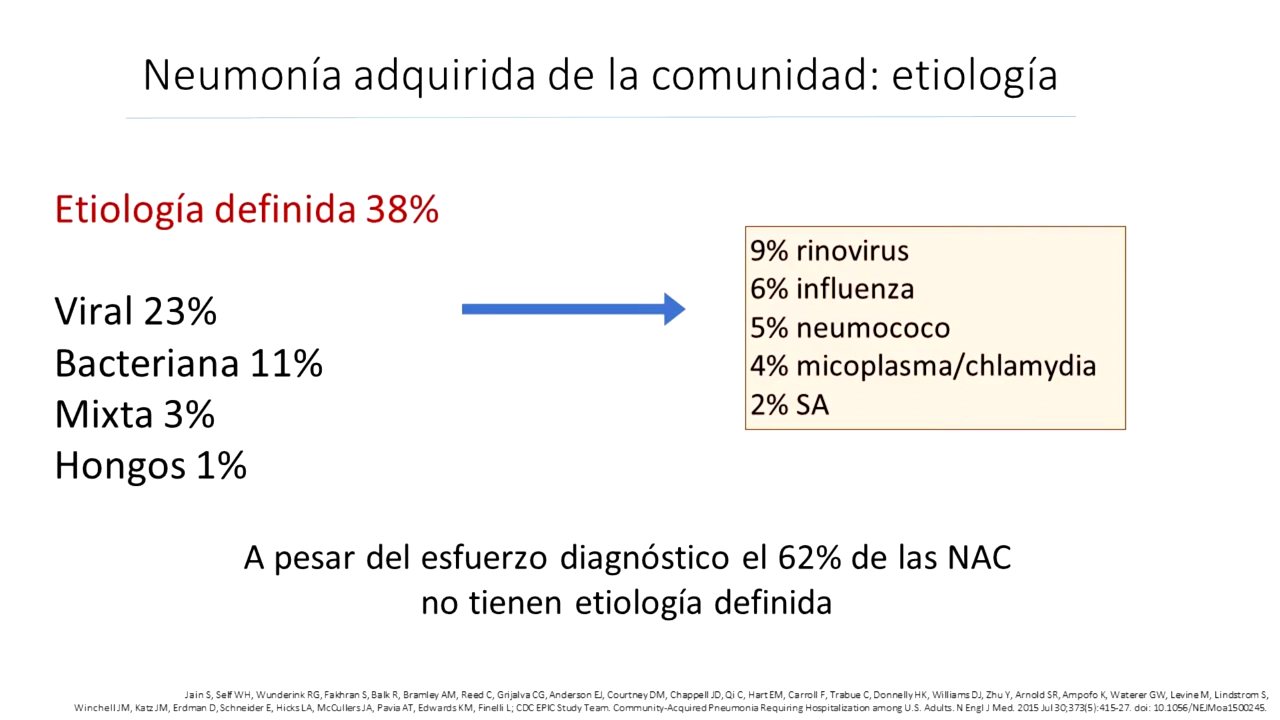 Neumonía adquirida de la comunidad: etiología
Etiología definida 38%
Viral 23%
Bacteriana 11%
Mixta 3%
Hongos 1%
9% rinovirus
6% influenza
5% neumococo
4% micoplasma/chlamydia
2% SA
A pesar del esfuerzo diagnóstico el 62% de las NAC
no tienen etiología definida
Jain S, Self WH, Wunderink RG, Fakhran S, Balk R, Bramley AM, Reed C, Grijalva CG, Anderson EJ, Courtney DM, Chappell JD, Qi C, Hart EM, Carroll F, Trabue C, Donnelly HK, Williams DJ, Zhu Y, Arnold SR, Ampofo K, Waterer GW, Levine M, Lindstrom S,
Winchell JM, Katz JM, Erdman D, Schneider E, Hicks LA, McCullers JA, Pavia AT, Edwards KM, Finelli L; CDC EPIC Study Team. Community-Acquired Pneumonia Requiring Hospitalization among U.S. Adults. N Engl J Med. 2015 Jul 30;373(5):415-27. doi: 10.1056/NEJMoa1500245.